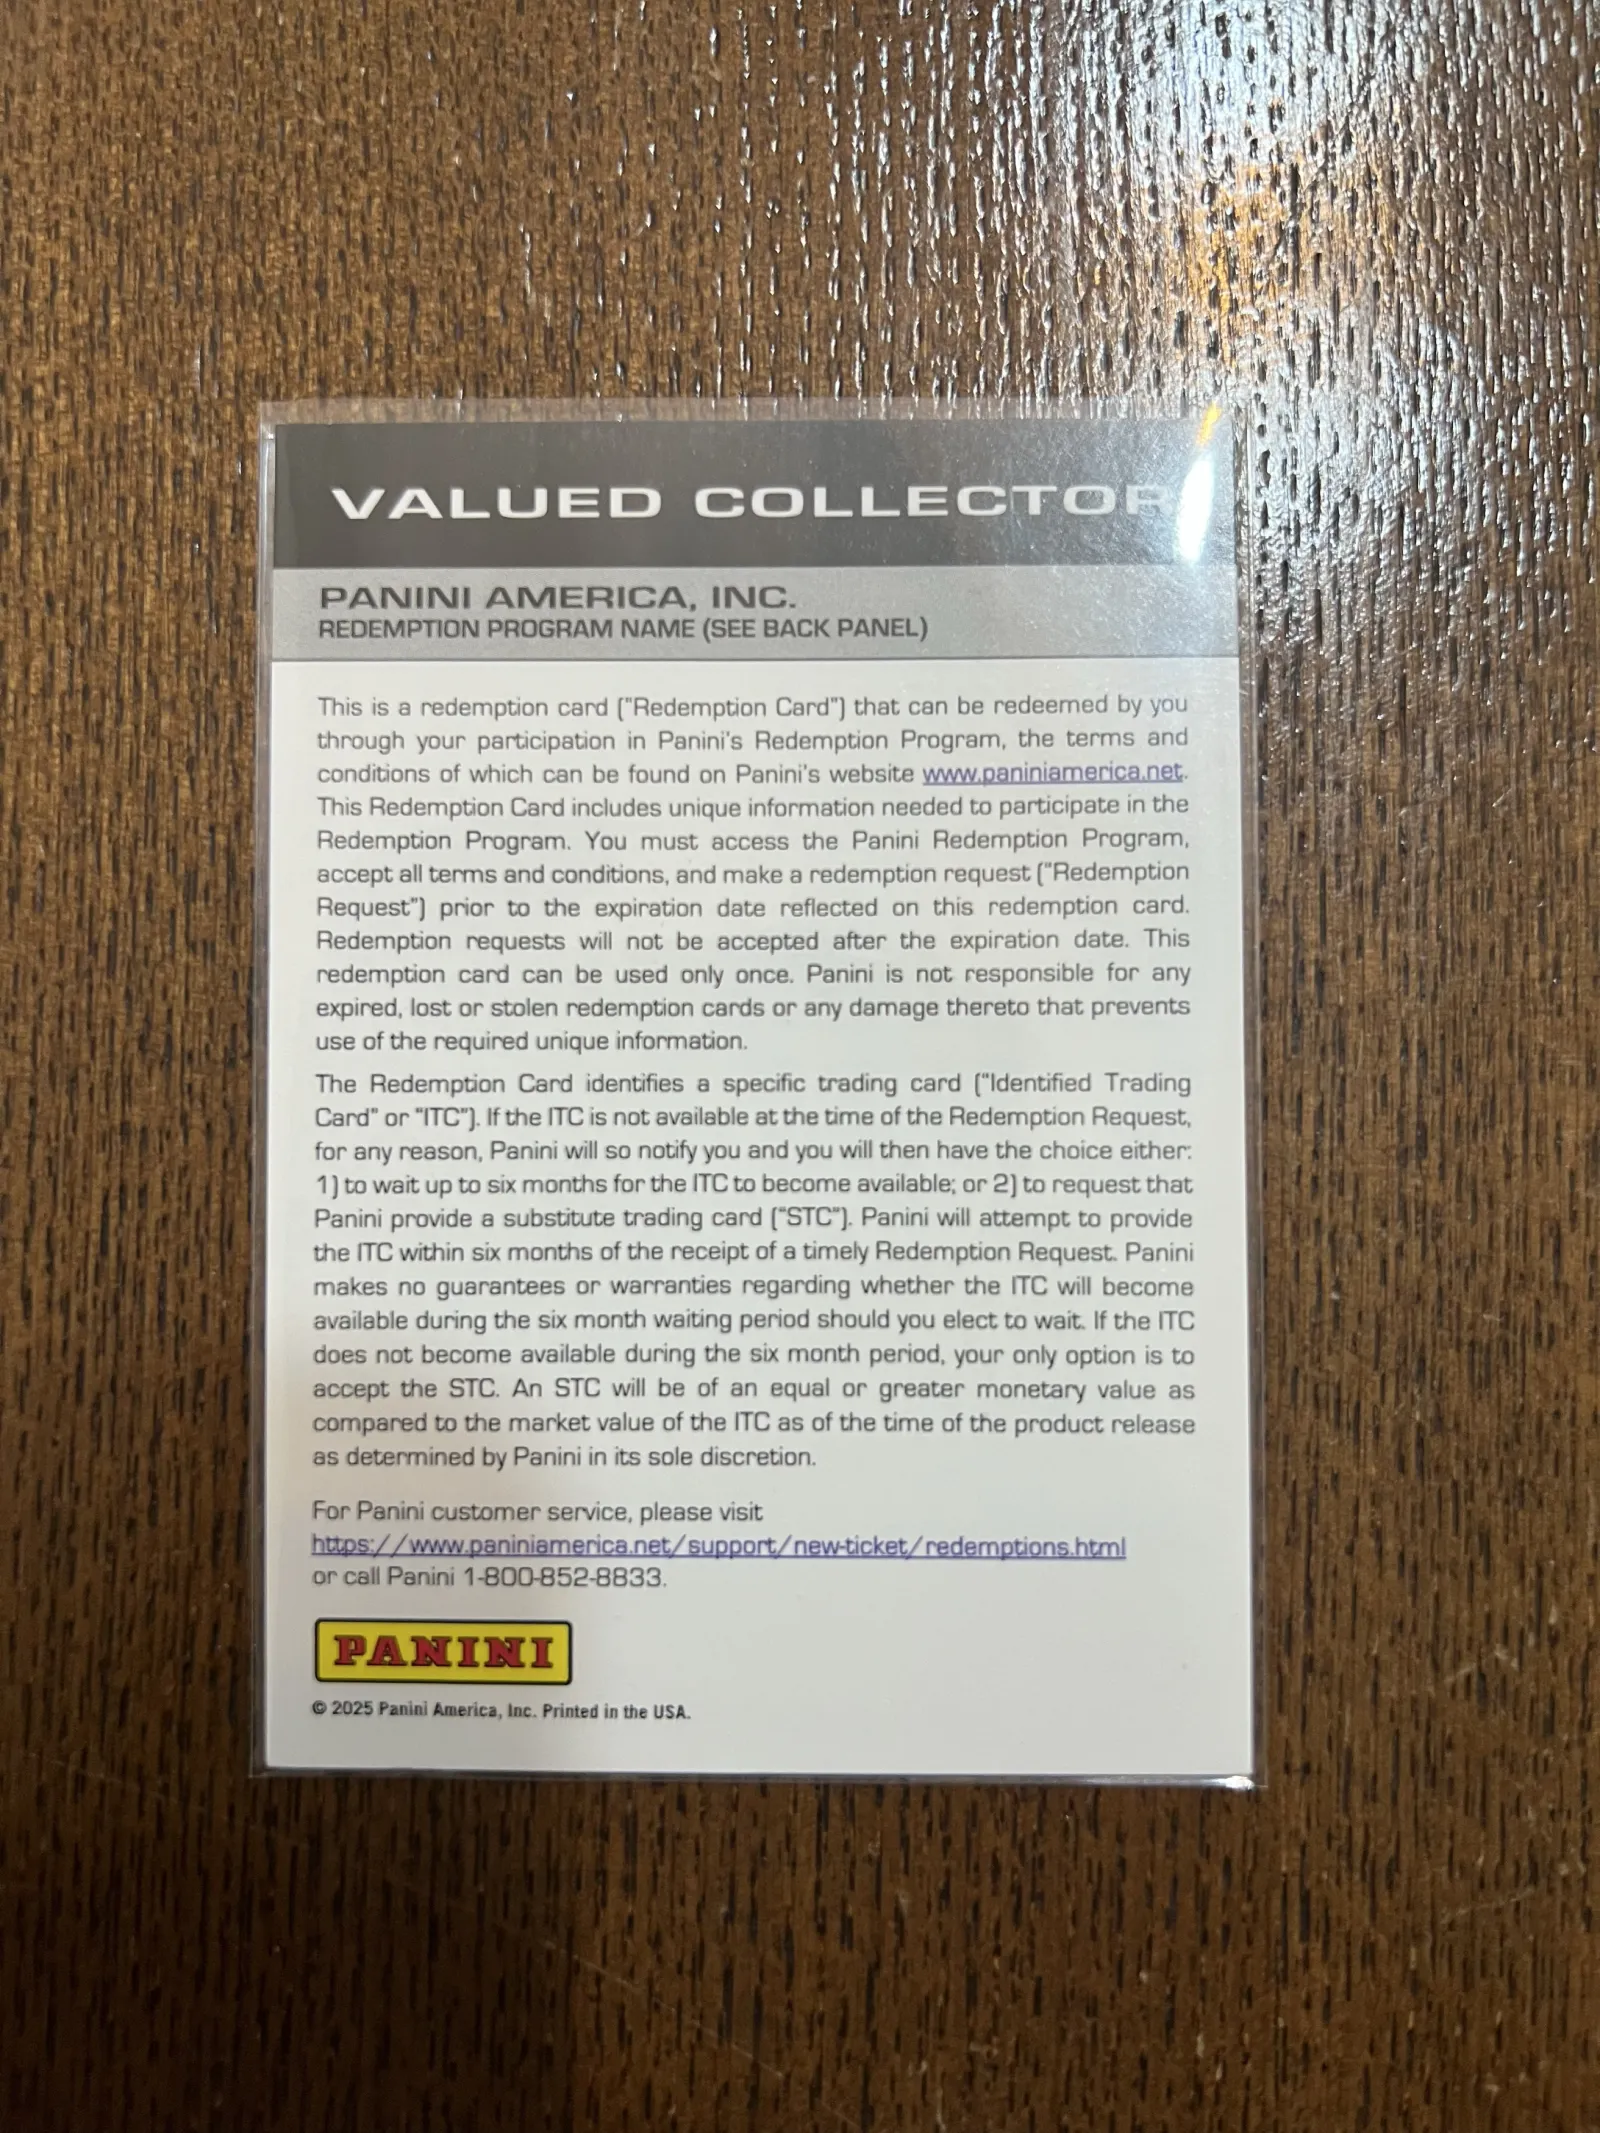 VALUED COLLECTOR
PANINI AMERICA, INC.
REDEMPTION PROGRAM NAME (SEE BACK PANEL)
This is a redemption card ("Redemption Card") that can be redeemed by you
through your participation in Panini's Redemption Program, the terms and
conditions of which can be found on Panini's website www.paniniamerica.net.
This Redemption Card includes unique information needed to participate in the
Redemption Program. You must access the Panini Redemption Program,
accept all terms and conditions, and make a redemption request ("Redemption
Request") prior to the expiration date reflected on this redemption card.
Redemption requests will not be accepted after the expiration date. This
redemption card can be used only once. Panini is not responsible for any
expired, lost or stolen redemption cards or any damage thereto that prevents
use of the required unique information.
The Redemption Card identifies a specific trading card ("Identified Trading
Card" or "ITC"). If the ITC is not available at the time of the Redemption Request,
for any reason, Panini will so notify you and you will then have the choice either:
1) to wait up to six months for the ITC to become available; or 2) to request that
Panini provide a substitute trading card ("STC"). Panini will attempt to provide
the ITC within six months of the receipt of a timely Redemption Request. Panini
makes no guarantees or warranties regarding whether the ITC will become
available during the six month waiting period should you elect to wait. If the ITC
does not become available during the six month period, your only option is to
accept the STC. An STC will be of an equal or greater monetary value as
compared to the market value of the ITC as of the time of the product release
as determined by Panini in its sole discretion.
For Panini customer service, please visit
https://www.paniniamerica.net/support/new-ticket/redemptions.html
or call Panini 1-800-852-8833.
PANINI
© 2025 Panini America, Inc. Printed in the USA.